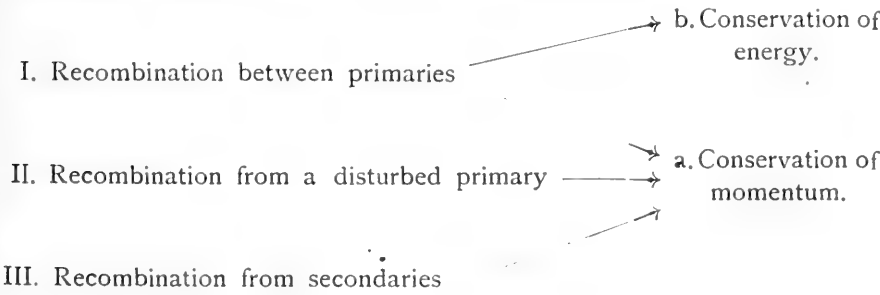 b. Conservation of
energy.
I. Recombination between primaries
II. Recombination from a disturbed primary
a. Conservation of
momentum.
III. Recombination from secondaries